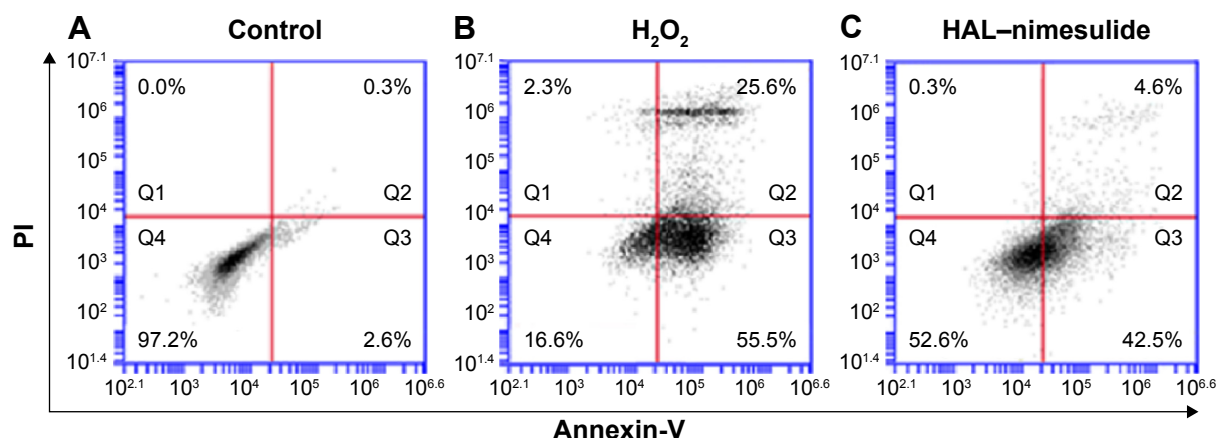 A Control
B H₂O₂
C HAL–nimesulide
PI
10^7.1
10^6
10^5
10^4
10^3
10^2
10^1.4
0.0%
0.3%
Q1
Q2
Q4
Q3
97.2%
2.6%
10^2.1 10^3 10^4 10^5 10^6 10^6.6
10^7.1
10^6
10^5
10^4
10^3
10^2
10^1.4
2.3%
25.6%
Q1
Q2
Q4
Q3
16.6%
55.5%
10^2.1 10^3 10^4 10^5 10^6 10^6.6
10^7.1
10^6
10^5
10^4
10^3
10^2
10^1.4
0.3%
4.6%
Q1
Q2
Q4
Q3
52.6%
42.5%
10^2.1 10^3 10^4 10^5 10^6 10^6.6
Annexin-V